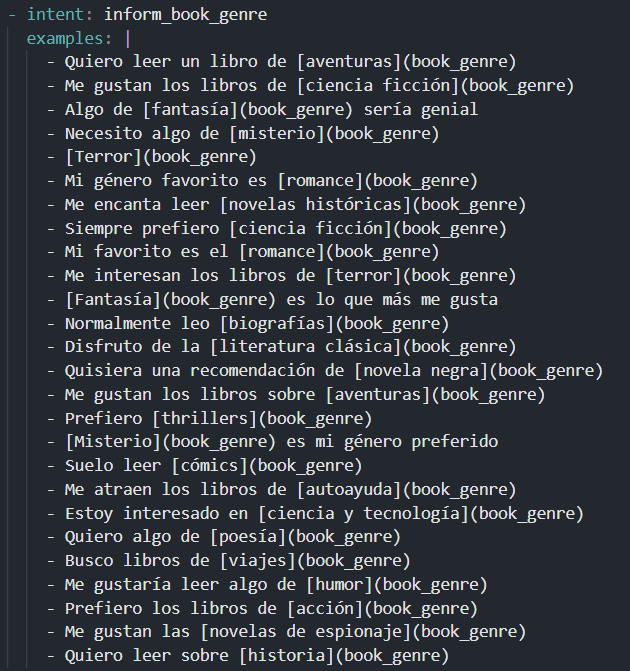 - intent: inform_book_genre
examples: |
- Quiero leer un libro de [aventuras](book_genre)
- Me gustan los libros de [ciencia ficción](book_genre)
- Algo de [fantasía](book_genre) sería genial
- Necesito algo de [misterio](book_genre)
- [Terror](book_genre)
- Mi género favorito es [romance](book_genre)
- Me encanta leer [novelas históricas](book_genre)
- Siempre prefiero [ciencia ficción](book_genre)
- Mi favorito es el [romance](book_genre)
- Me interesan los libros de [terror](book_genre)
- [Fantasía](book_genre) es lo que más me gusta
- Normalmente leo [biografías](book_genre)
- Disfruto de la [literatura clásica](book_genre)
- Quisiera una recomendación de [novela negra](book_genre)
- Me gustan los libros sobre [aventuras](book_genre)
- Prefiero [thrillers](book_genre)
- [Misterio](book_genre) es mi género preferido
- Suelo leer [cómics](book_genre)
- Me atraen los libros de [autoayuda](book_genre)
- Estoy interesado en [ciencia y tecnología](book_genre)
- Quiero algo de [poesía](book_genre)
- Busco libros de [viajes](book_genre)
- Me gustaría leer algo de [humor](book_genre)
- Prefiero los libros de [acción](book_genre)
- Me gustan las [novelas de espionaje](book_genre)
- Quiero leer sobre [historia](book_genre)